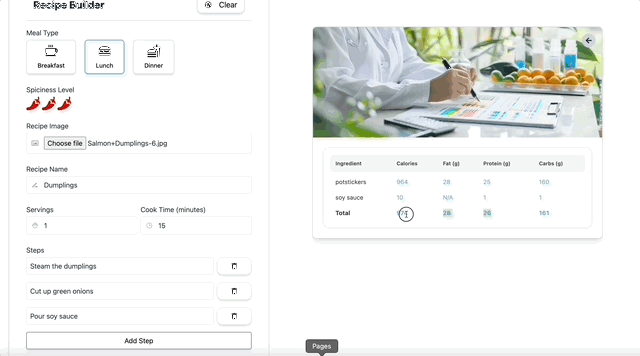 Recipe Builder
Clear
Meal Type
Breakfast
Lunch
Dinner
Spiciness Level
Recipe Image
Choose file Salmon+Dumplings-6.jpg
Recipe Name
Dumplings
Servings
Cook Time (minutes)
1
15
Steps
Steam the dumplings
Cut up green onions
Pour soy sauce
Add Step
Ingredient Calories Fat (g) Protein (g) Carbs (g)
potstickers 964 28 25 160
soy sauce 10 N/A 1 1
Total 28 26 161
Pages